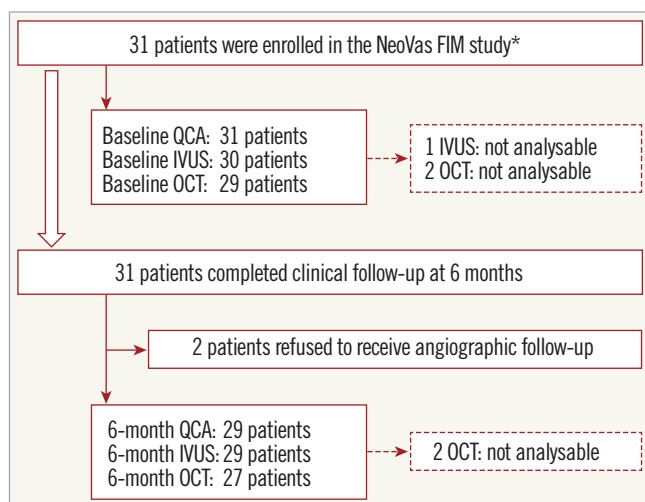 31 patients were enrolled in the NeoVas FIM study*
Baseline QCA: 31 patients
Baseline IVUS: 30 patients
Baseline OCT: 29 patients
1 IVUS: not analysable
2 OCT: not analysable
31 patients completed clinical follow-up at 6 months
2 patients refused to receive angiographic follow-up
6-month QCA: 29 patients
6-month IVUS: 29 patients
6-month OCT: 27 patients
2 OCT: not analysable